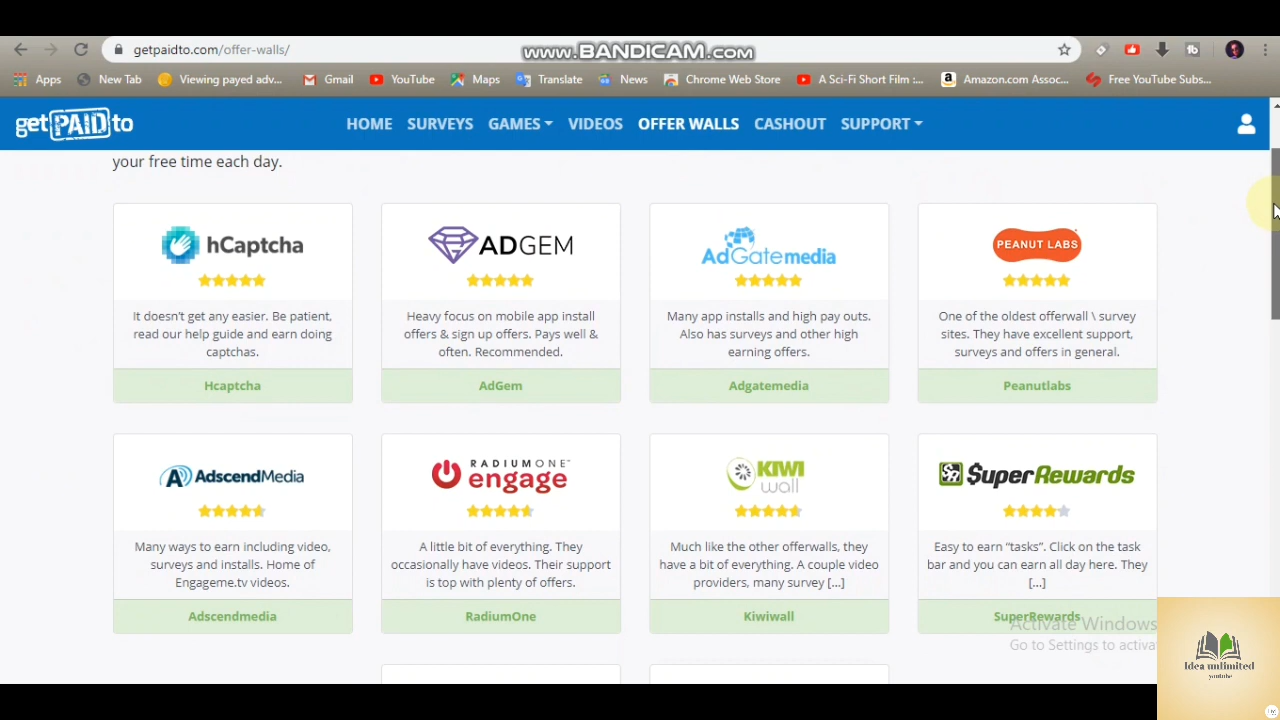 getpaidto.com/offer-walls/
www.BANDICAM.com
Apps
New Tab
Viewing payed adv...
Gmail
YouTube
Maps
Translate
News
Chrome Web Store
A Sci-Fi Short Film :...
Amazon.com Assoc...
Free YouTube Subs...
get PAID to
HOME
SURVEYS
GAMES
VIDEOS
OFFER WALLS
CASHOUT
SUPPORT
your free time each day.
hCaptcha
It doesn't get any easier. Be patient,
read our help guide and earn doing
captchas.
Hcaptcha
ADGEM
Heavy focus on mobile app install
offers & sign up offers. Pays well &
often. Recommended.
AdGem
AdGatemedia
Many app installs and high pay outs.
Also has surveys and other high
earning offers.
Adgatemedia
PEANUT LABS
One of the oldest offerwall \ survey
sites. They have excellent support,
surveys and offers in general.
Peanutlabs
AdscendMedia
Many ways to earn including video,
surveys and installs. Home of
Engageme.tv videos.
Adscendmedia
RADIUMONE™
engage
A little bit of everything. They
occasionally have videos. Their support
is top with plenty of offers.
RadiumOne
KIWI
wall
Much like the other offerwalls, they
have a bit of everything. A couple video
providers, many survey [...]
Kiwiwall
$uperRewards
Easy to earn “tasks”. Click on the task
bar and you can earn all day here. They
[...]
SuperRewards
Activate Windows
Go to Settings to activa
Idea unlimited
youtube